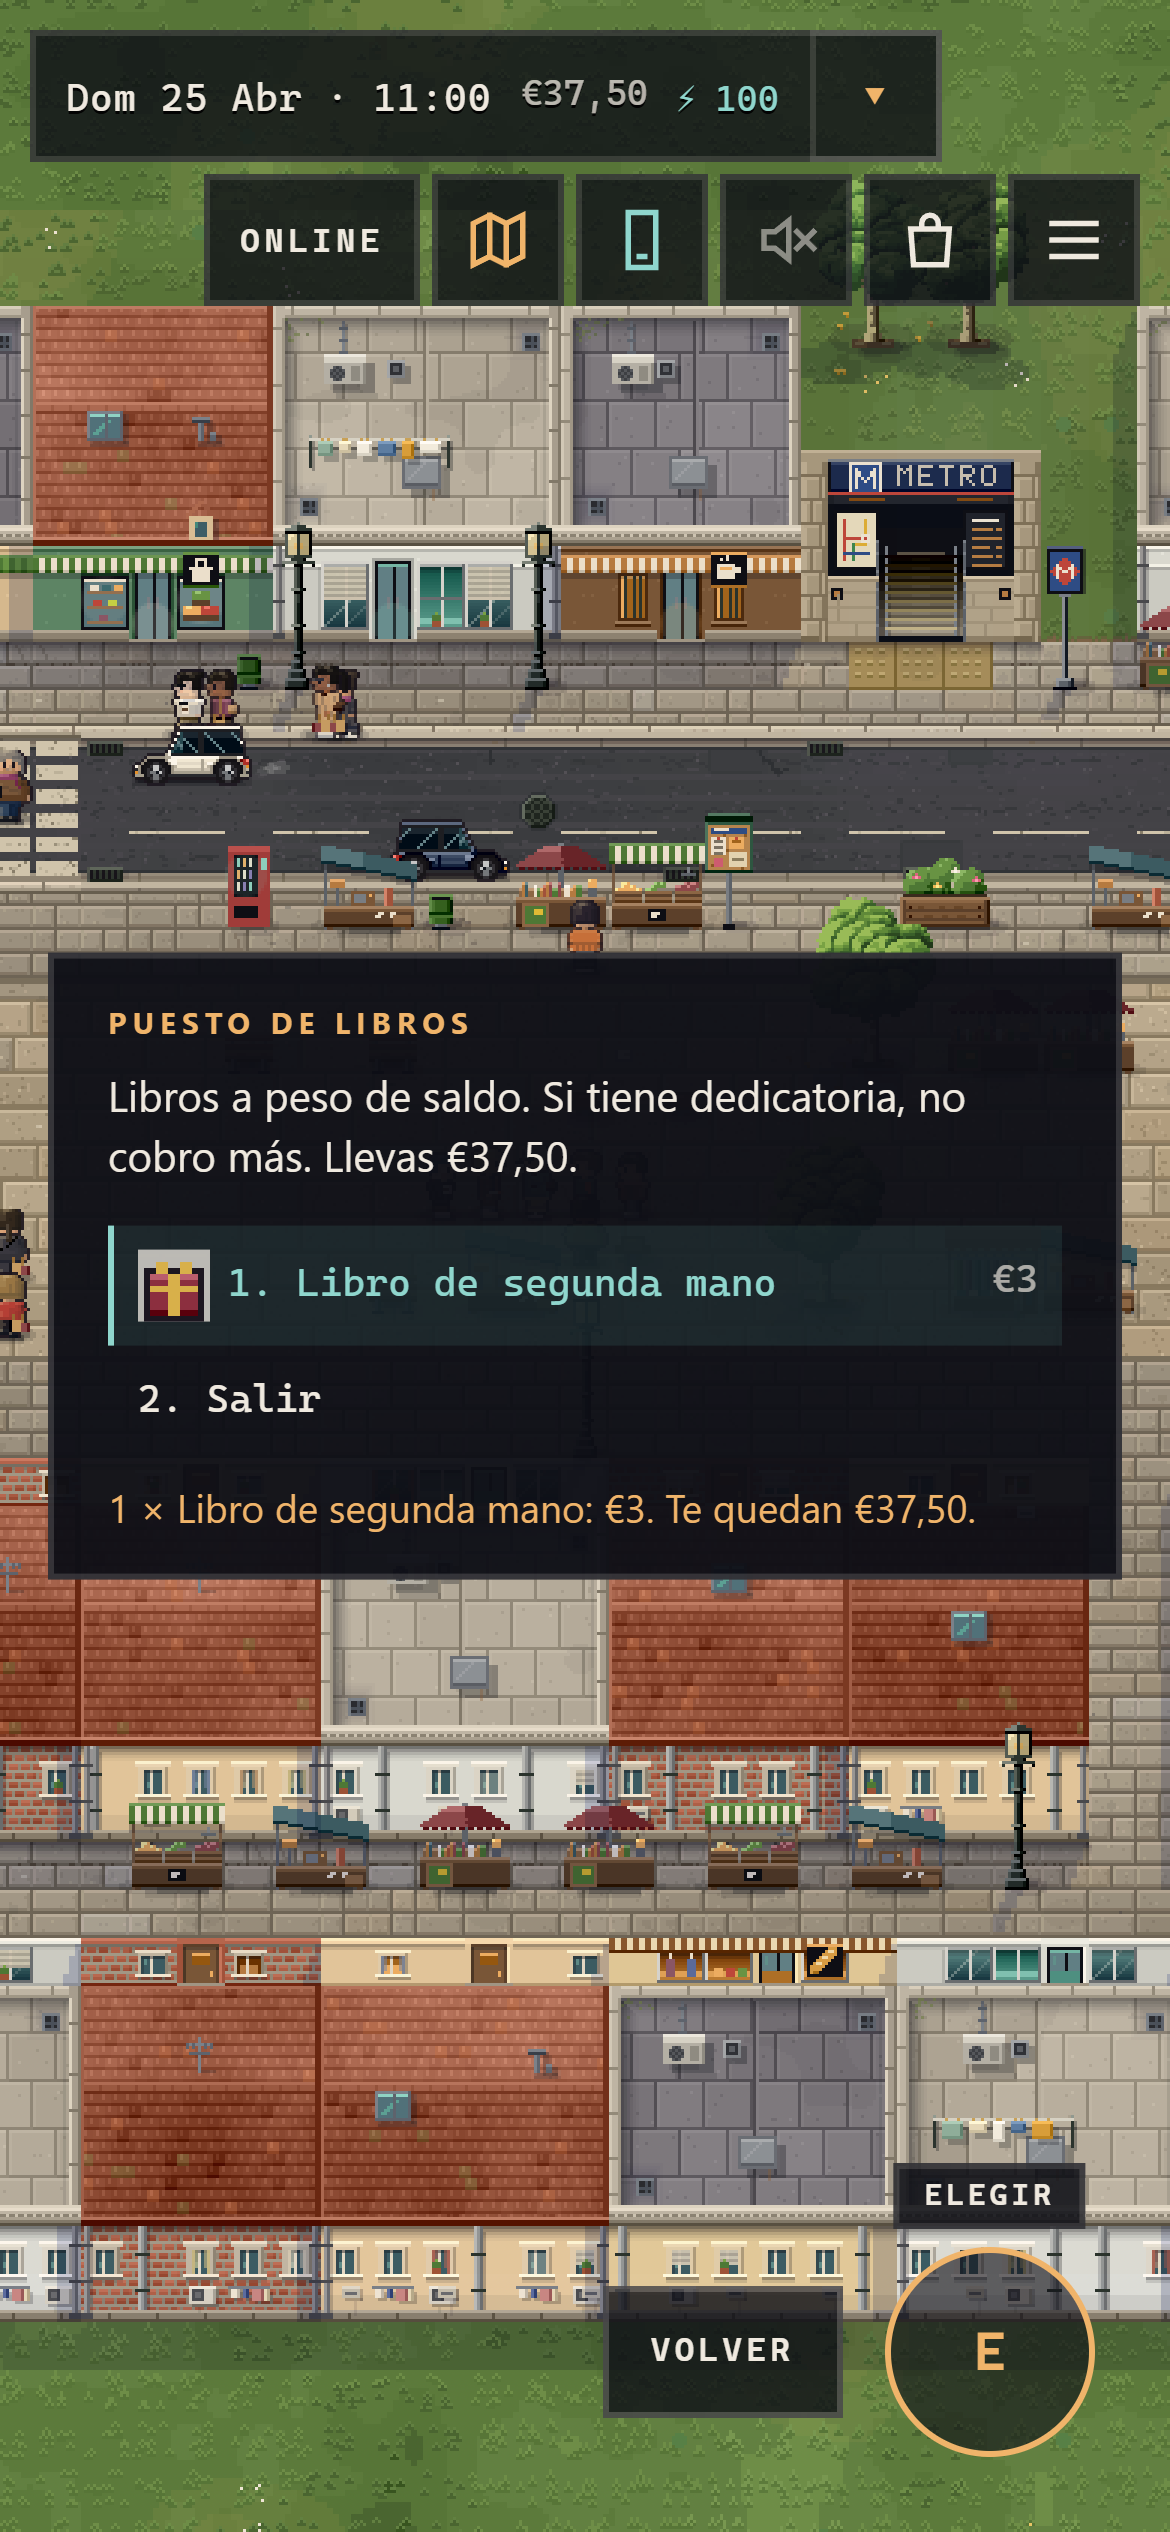 Dom 25 Abr · 11:00 €37,50 ⚡ 100 ▼
ONLINE
M METRO
M
PUESTO DE LIBROS
Libros a peso de saldo. Si tiene dedicatoria, no
cobro más. Llevas €37,50.
1. Libro de segunda mano €3
2. Salir
1 × Libro de segunda mano: €3. Te quedan €37,50.
ELEGIR
VOLVER
E